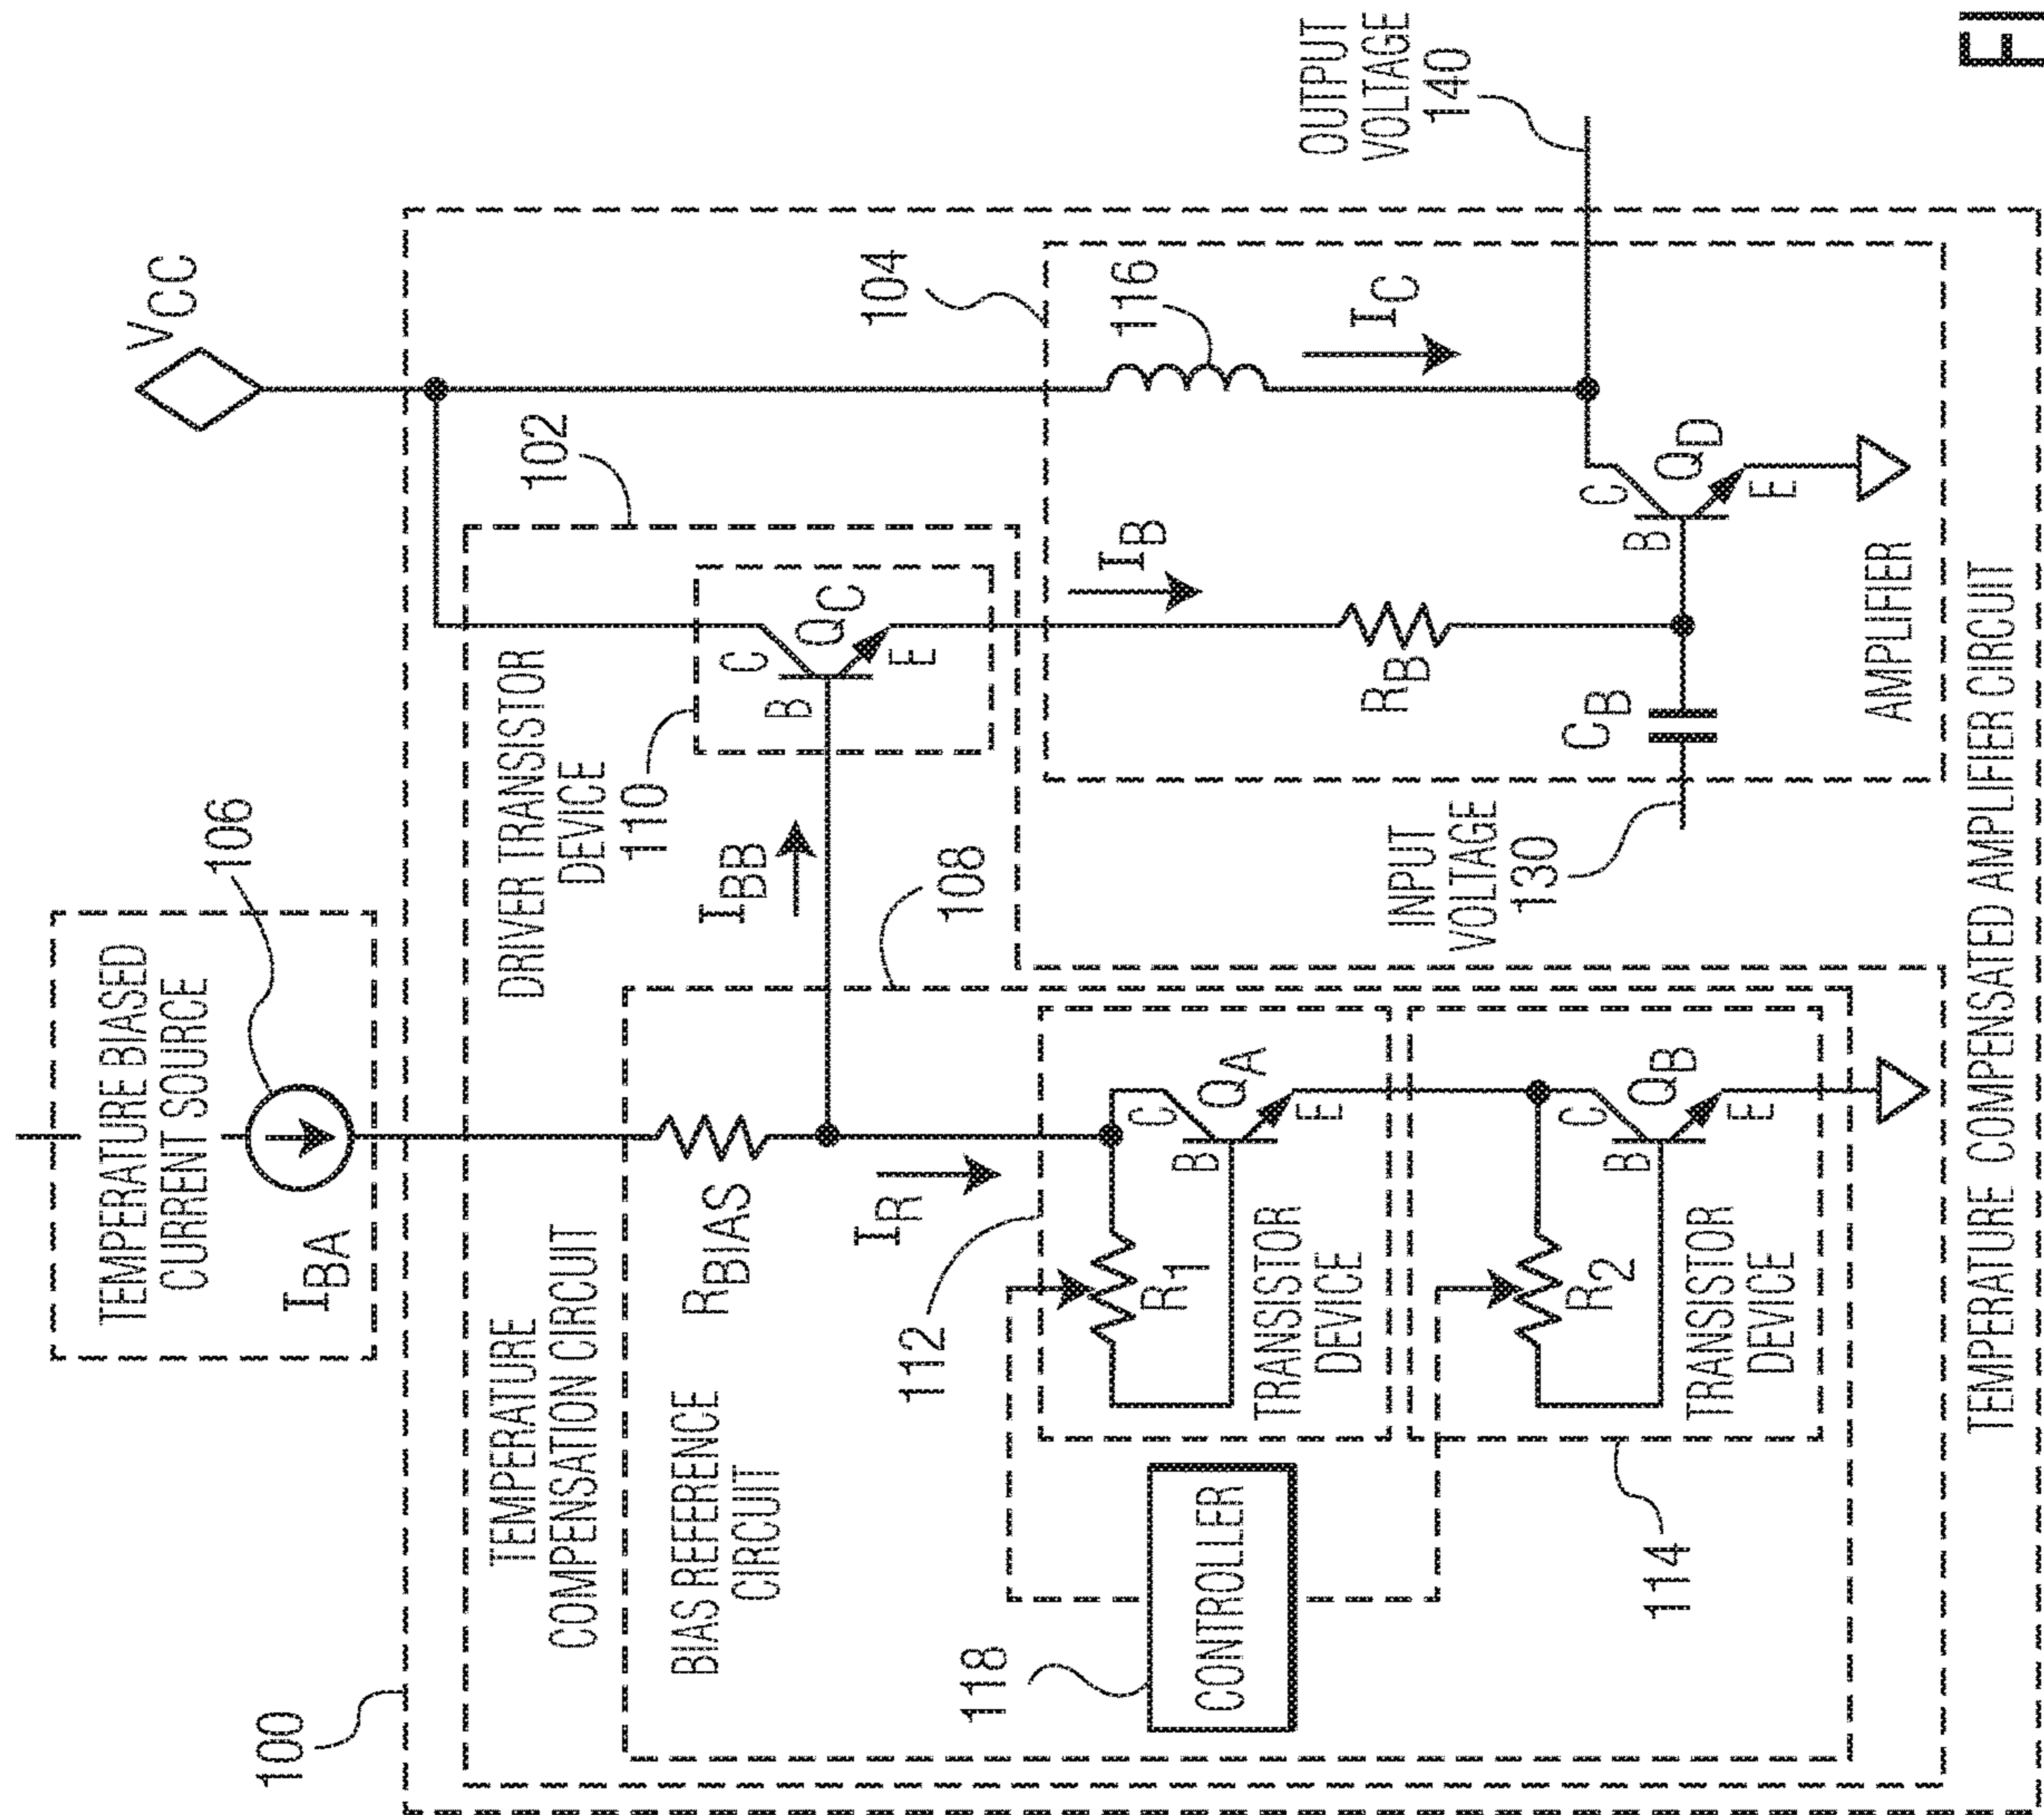 100
TEMPERATURE BIASED
CURRENT SOURCE
I_BA
106
V_CC
TEMPERATURE
COMPENSATION CIRCUIT
DRIVER TRANSISTOR
DEVICE
110
102
B
C
Q_C
E
BIAS REFERENCE
CIRCUIT
R_BIAS
I_BB
108
I_R
112
R_1
B
C
Q_A
E
TRANSISTOR
DEVICE
118
CONTROLLER
R_2
B
C
Q_B
E
TRANSISTOR
DEVICE
114
104
116
I_B
I_C
R_B
C_B
INPUT
VOLTAGE
130
OUTPUT
VOLTAGE
140
B
C
Q_D
E
AMPLIFIER
TEMPERATURE COMPENSATED AMPLIFIER CIRCUIT